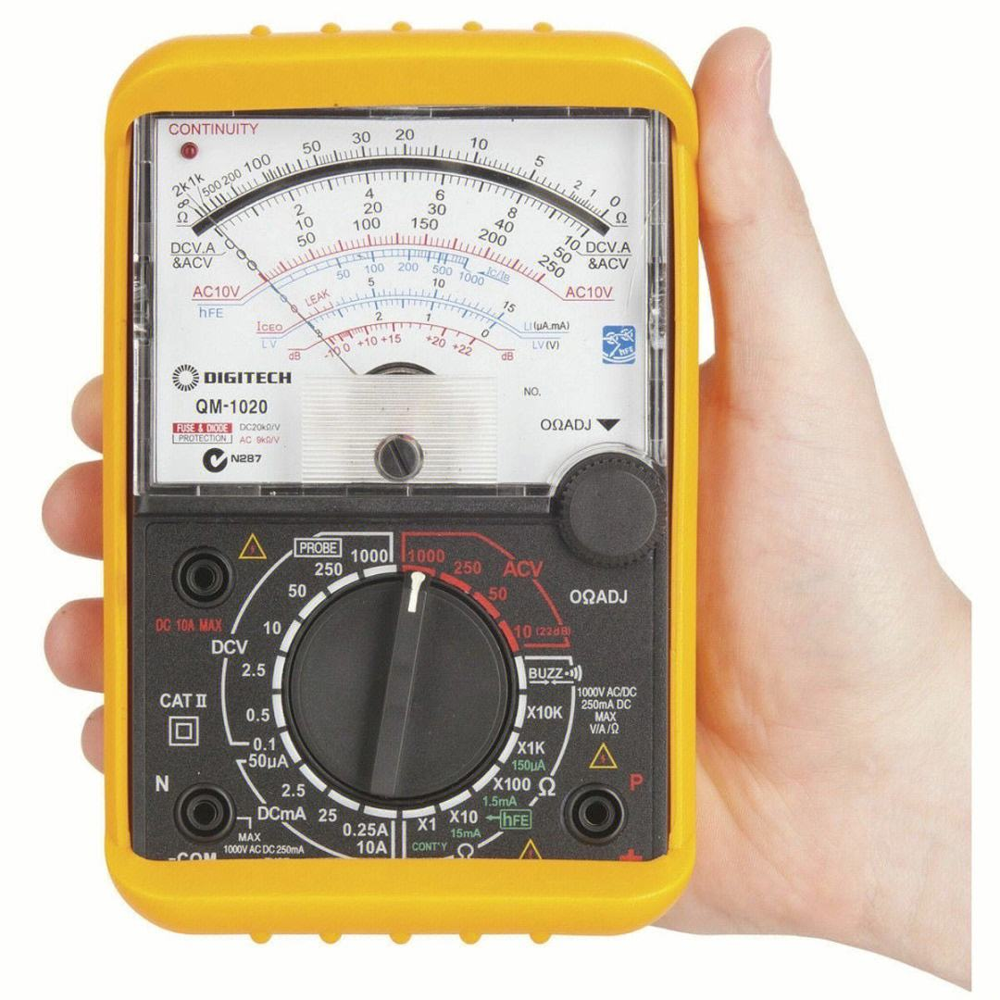 CONTINUITY
Ω ∞ 2k 1k 500 200 100 50 30 20 10 5 2 1 0 Ω
0 2 4 6 8 10
0 10 20 30 40 50
0 50 100 150 200 250
DCV.A
&ACV
DCV.A
&ACV
AC10V
AC10V
hFE
50 100 200 500 1000
IC/IB
LEAK
5 10 15
ICEO
LI(µA.mA)
LV
2 1 0
LV(V)
dB
-10 0 +10 +15 +20 +22
dB
hFE
DIGITECH
QM-1020
NO.
FUSE & DIODE
PROTECTION
DC20kΩ/V
AC 9kΩ/V
N287
OΩADJ
PROBE
1000
1000
250
250
ACV
50
50
OΩADJ
DC 10A MAX
10
10 (22dB)
DCV
2.5
BUZZ
1000V AC/DC
250mA DC
MAX
V/A/Ω
CAT II
0.5
X10K
0.1
X1K
50µA
150µA
N
2.5
X100
Ω
P
1.5mA
DCmA
25
X1
X10
hFE
15mA
0.25A
MAX
1000V AC DC 250mA
10A
CONT'Y
Ω
-COM